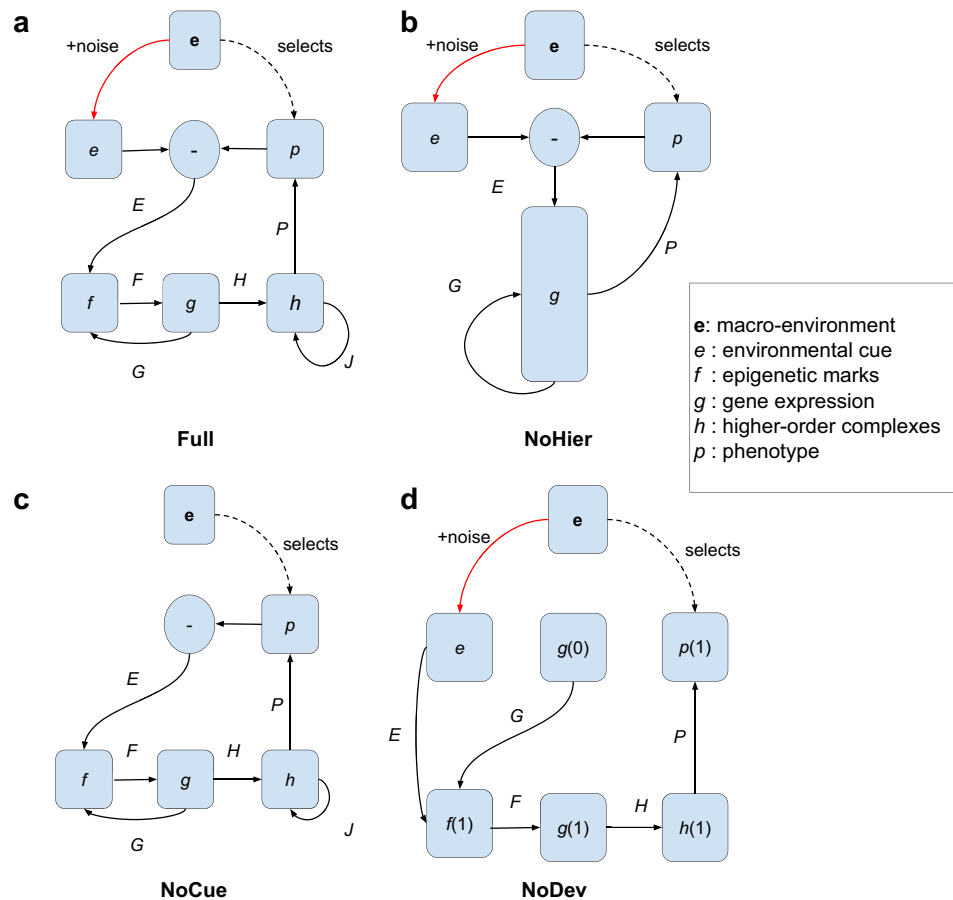 a
e
+noise
selects
e
-
p
E
P
F
H
f
g
h
G
J
Full
b
e
+noise
selects
e
-
p
E
P
G
g
NoHier
e: macro-environment
e : environmental cue
f : epigenetic marks
g : gene expression
h : higher-order complexes
p : phenotype
c
e
selects
-
p
E
P
F
H
f
g
h
G
J
NoCue
d
e
+noise
selects
e
g(0)
p(1)
E
G
P
F
H
f(1)
g(1)
h(1)
NoDev